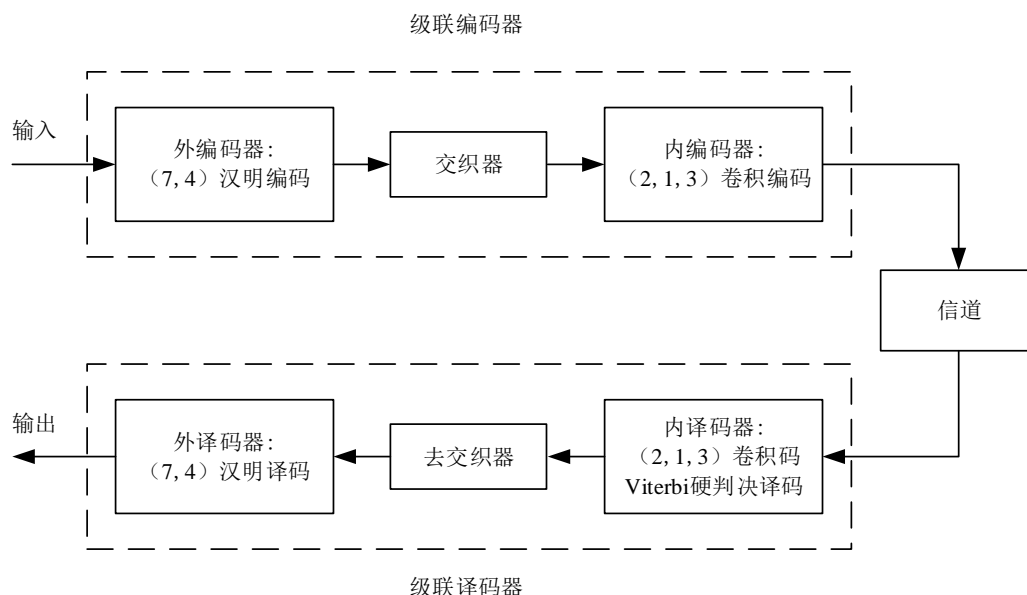 级联编码器
输入
外编码器：
（7, 4）汉明编码
交织器
内编码器：
（2, 1, 3）卷积编码
信道
输出
外译码器：
（7, 4）汉明译码
去交织器
内译码器：
（2, 1, 3）卷积码
Viterbi硬判决译码
级联译码器